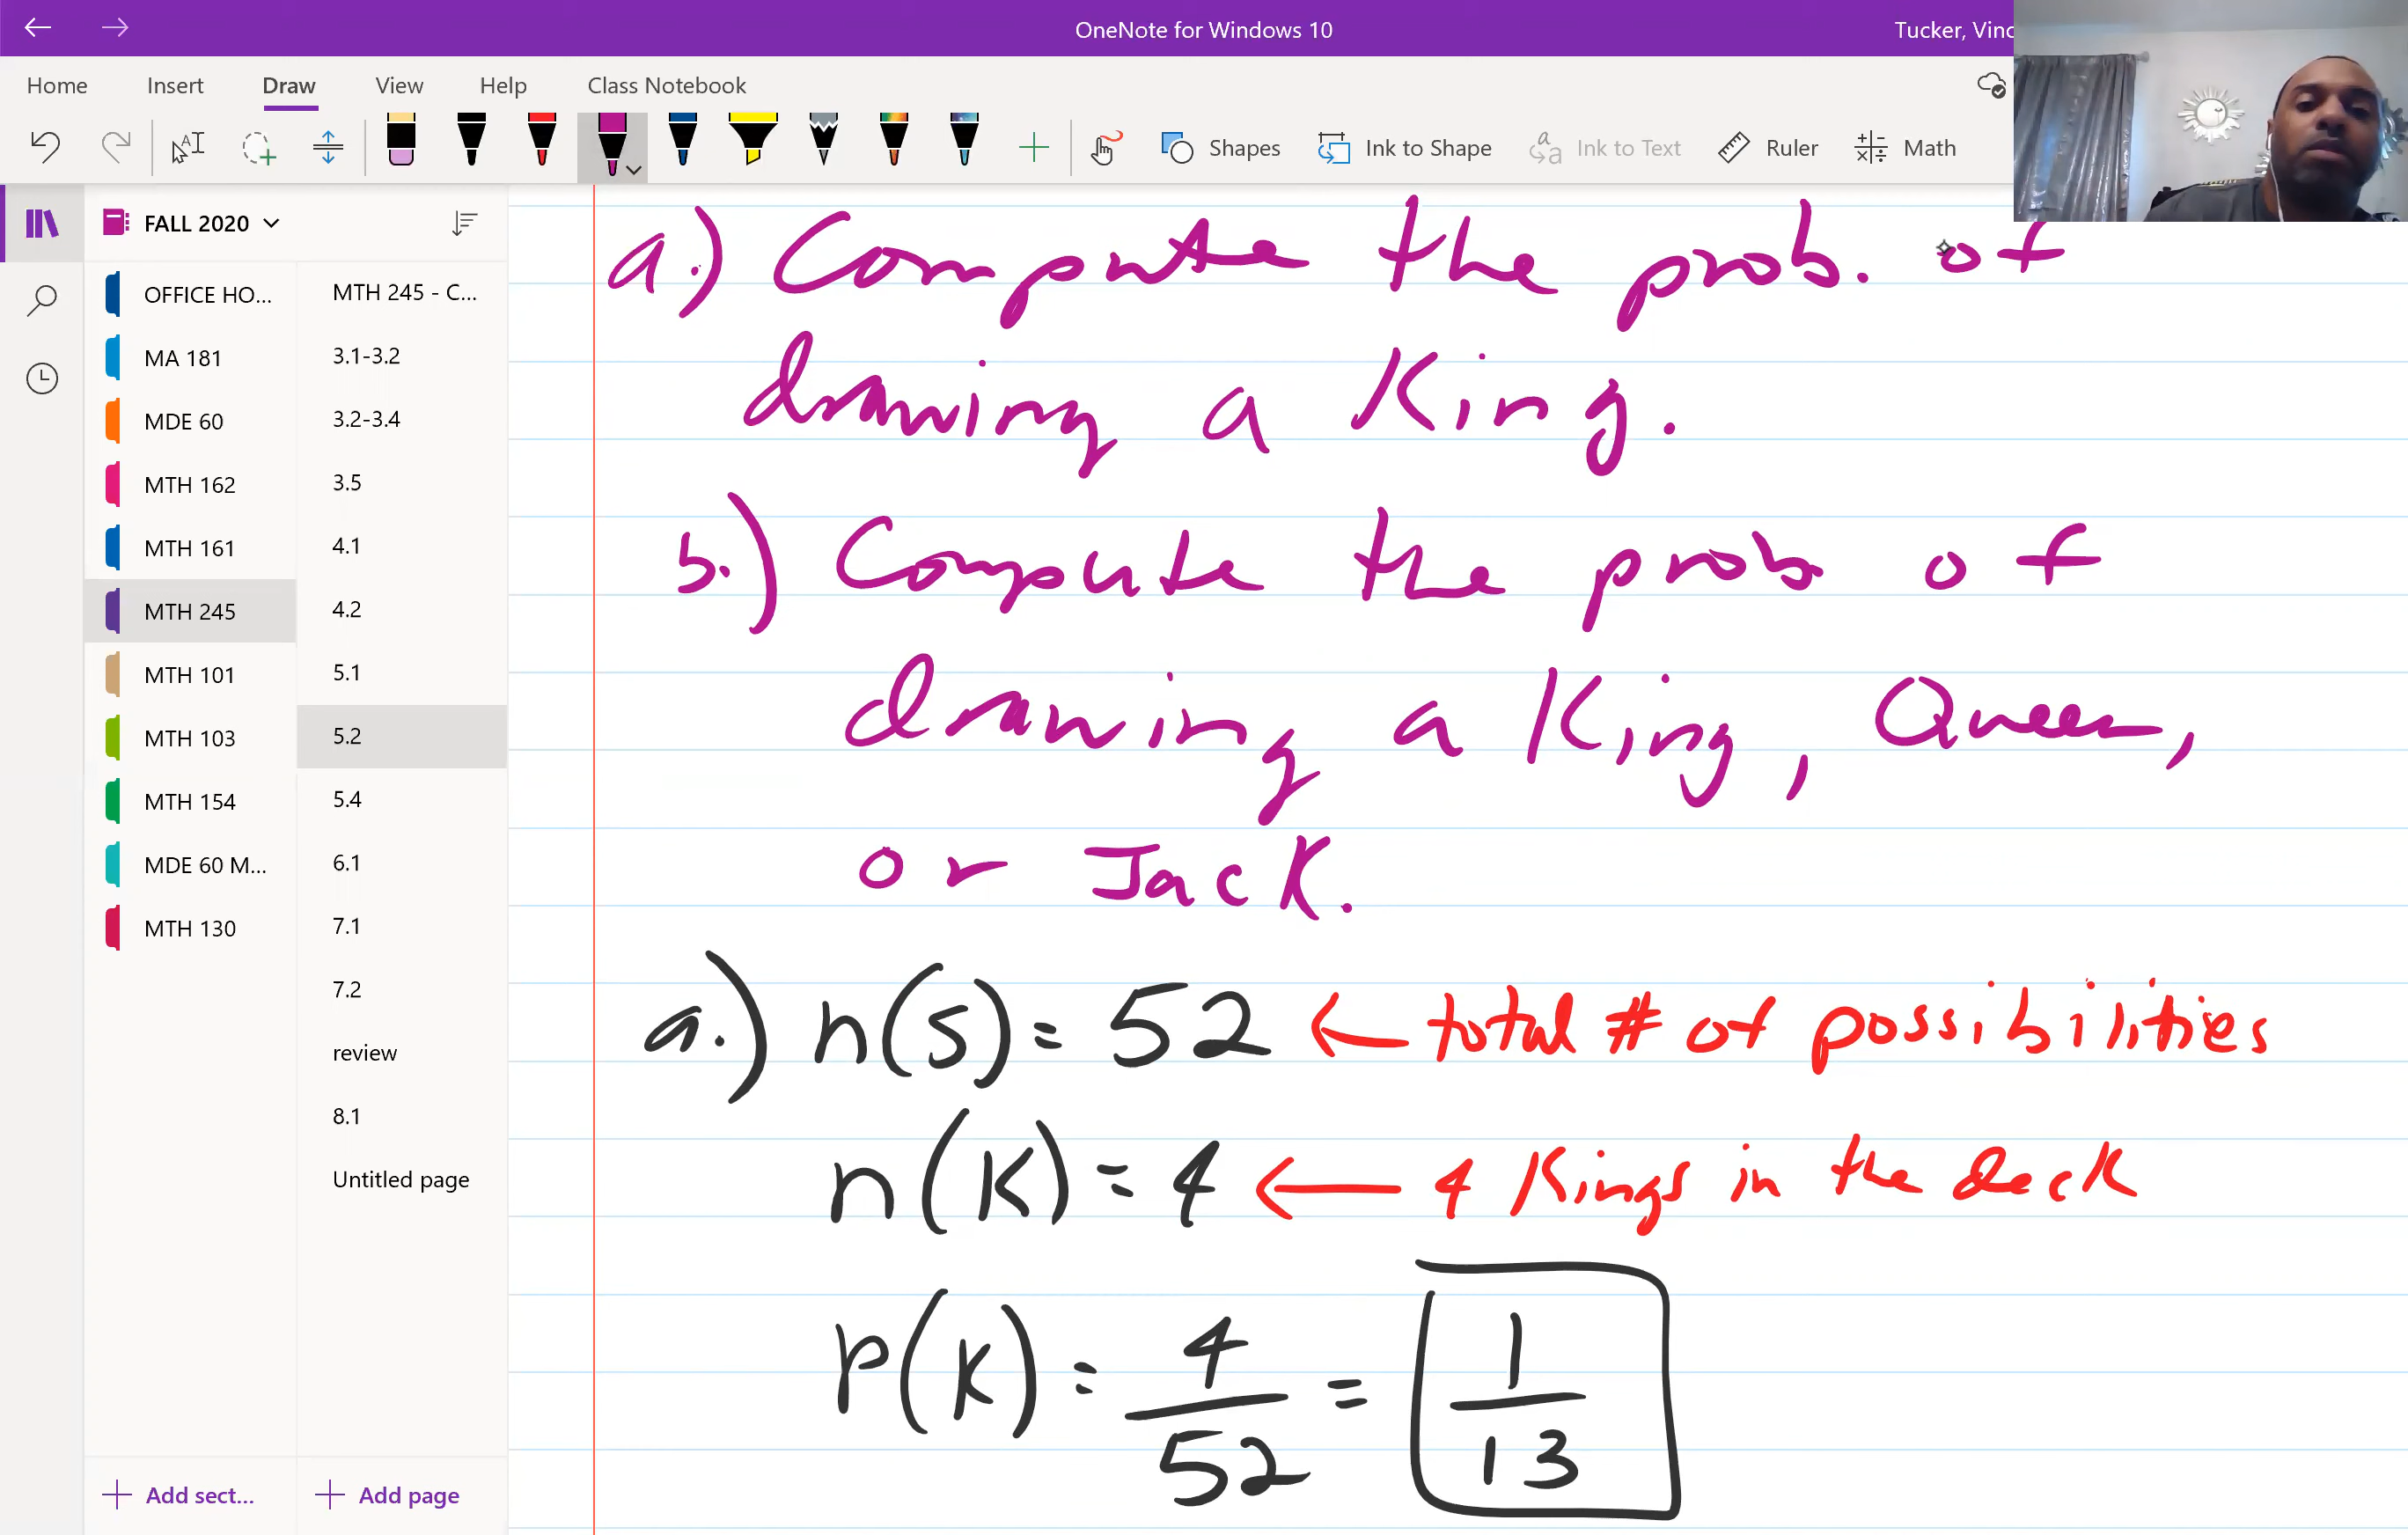 OneNote for Windows 10
Tucker, Vinc
Home Insert Draw View Help Class Notebook
Shapes Ink to Shape Ink to Text Ruler Math
FALL 2020
OFFICE HO...
MA 181
MDE 60
MTH 162
MTH 161
MTH 245
MTH 101
MTH 103
MTH 154
MDE 60 M...
MTH 130
Add sect...
MTH 245 - C...
3.1-3.2
3.2-3.4
3.5
4.1
4.2
5.1
5.2
5.4
6.1
7.1
7.2
review
8.1
Untitled page
Add page
a.) Compute the prob. of
drawing a King.
b.) Compute the prob of
drawing a King, Queen,
or Jack.
a.) n(s) = 52 ← total # of possibilities
n(K) = 4 ← 4 Kings in the deck
P(K) = 4/52 = 1/13